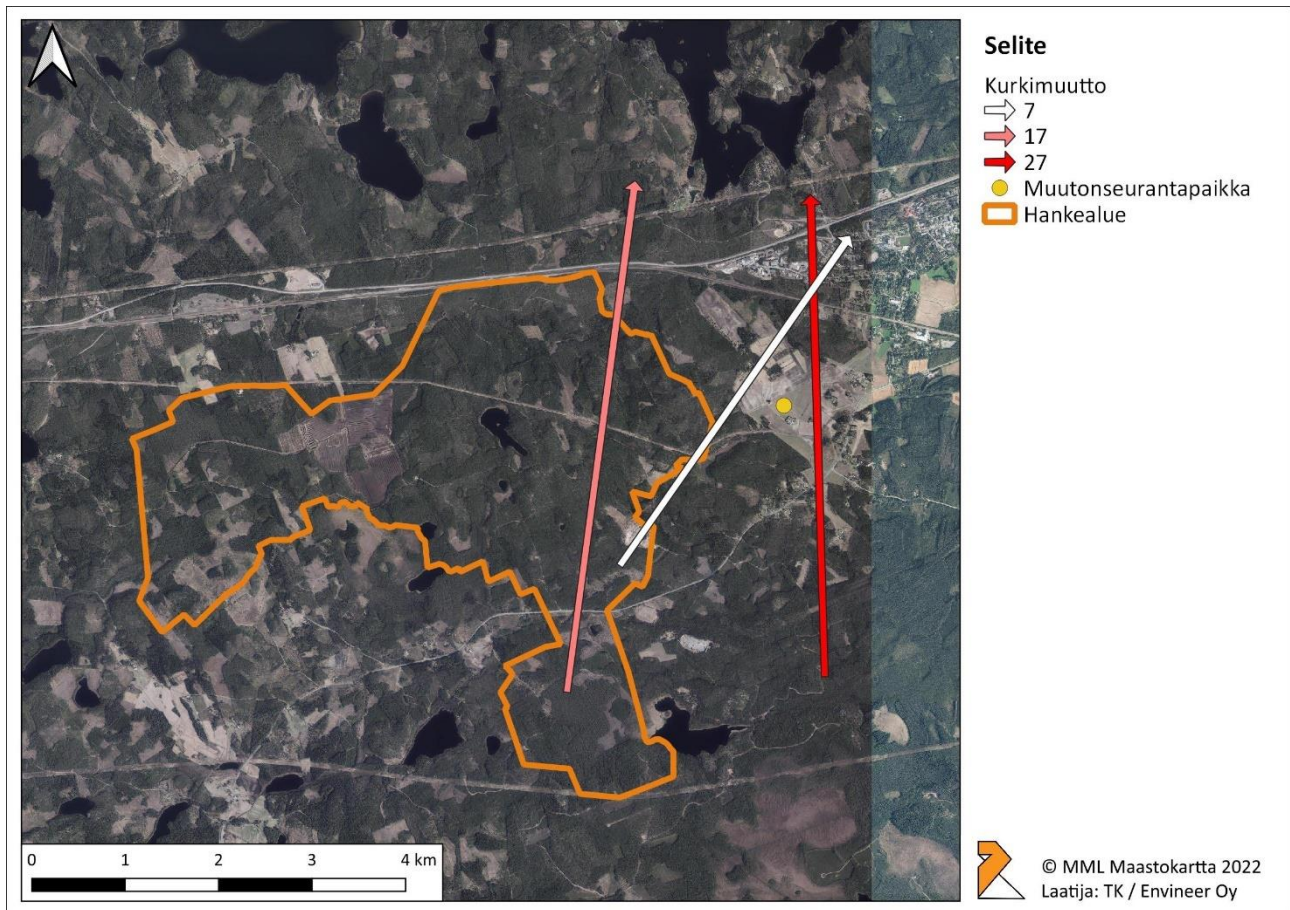 Selite
Kurkimuutto
7
17
27
Muutonseurantapaikka
Hankealue
0 1 2 3 4 km
© MML Maastokartta 2022
Laatija: TK / Envineer Oy